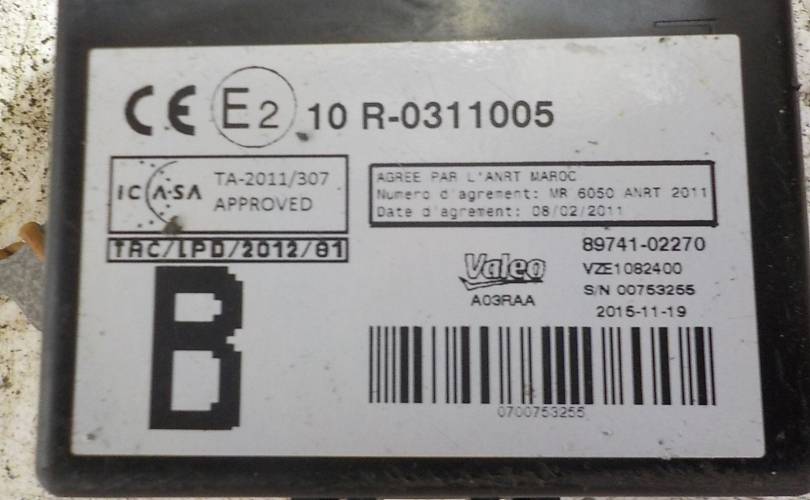 CE E2 10 R-0311005
ICASA TA-2011/307
APPROVED
TRC/LPD/2012/81
B
AGREE PAR L'ANRT MAROC
Numero d'agrement: MR 6050 ANRT 2011
Date d'agrement: 08/02/2011
89741-02270
Valeo VZE1082400
A03RAA S/N 00753255
2015-11-19
0700753255